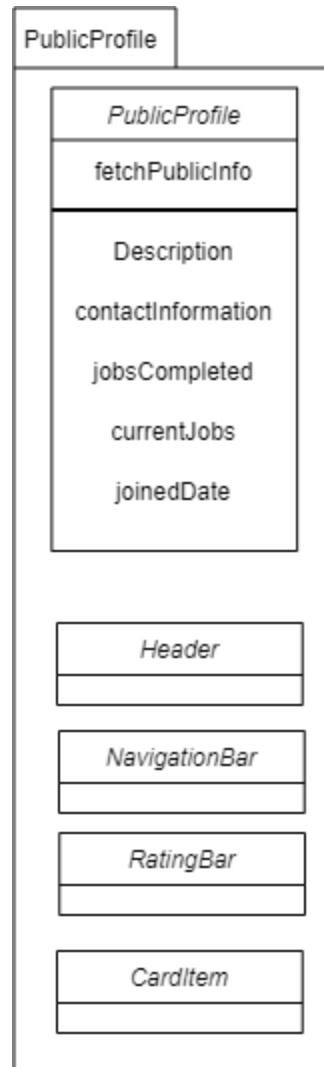 PublicProfile
PublicProfile
fetchPublicInfo
Description
contactInformation
jobsCompleted
currentJobs
joinedDate
Header
NavigationBar
RatingBar
CardItem